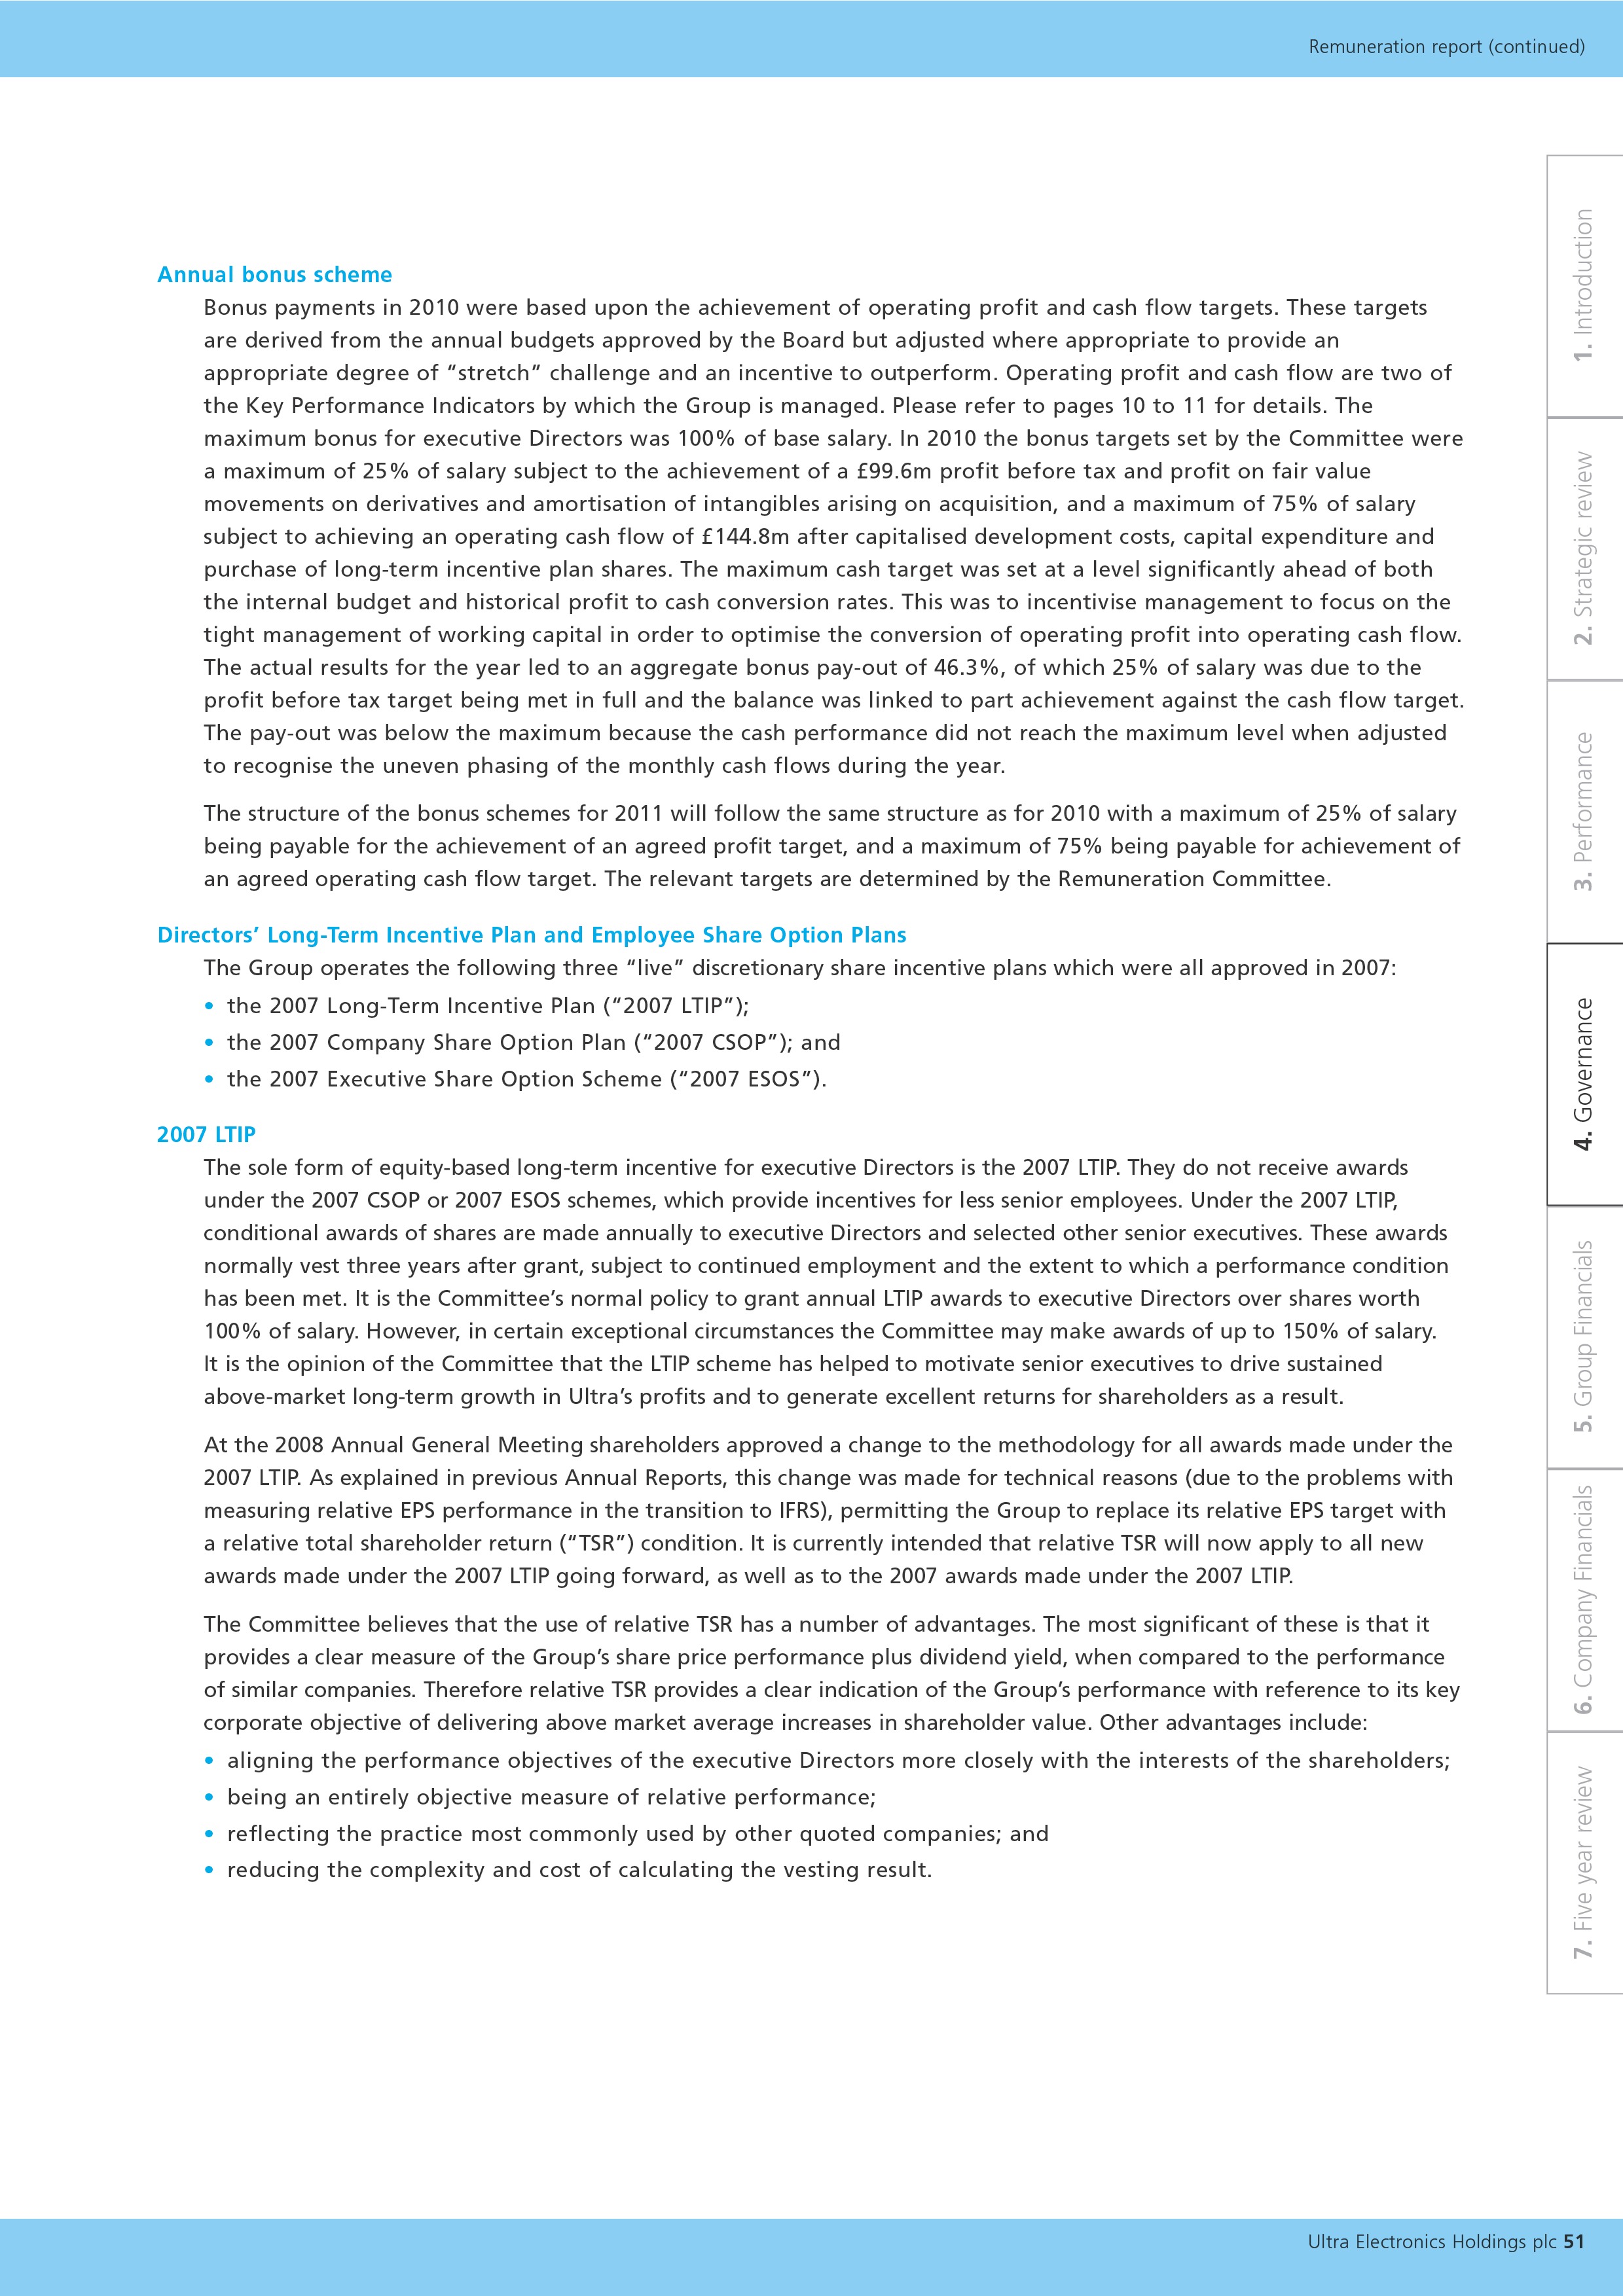 Remuneration report (continued)
Annual bonus scheme
Bonus payments in 2010 were based upon the achievement of operating profit and cash flow targets. These targets
are derived from the annual budgets approved by the Board but adjusted where appropriate to provide an
appropriate degree of “stretch” challenge and an incentive to outperform. Operating profit and cash flow are two of
the Key Performance Indicators by which the Group is managed. Please refer to pages 10 to 11 for details. The
maximum bonus for executive Directors was 100% of base salary. In 2010 the bonus targets set by the Committee were
a maximum of 25% of salary subject to the achievement of a £99.6m profit before tax and profit on fair value
movements on derivatives and amortisation of intangibles arising on acquisition, and a maximum of 75% of salary
subject to achieving an operating cash flow of £144.8m after capitalised development costs, capital expenditure and
purchase of long-term incentive plan shares. The maximum cash target was set at a level significantly ahead of both
the internal budget and historical profit to cash conversion rates. This was to incentivise management to focus on the
tight management of working capital in order to optimise the conversion of operating profit into operating cash flow.
The actual results for the year led to an aggregate bonus pay-out of 46.3%, of which 25% of salary was due to the
profit before tax target being met in full and the balance was linked to part achievement against the cash flow target.
The pay-out was below the maximum because the cash performance did not reach the maximum level when adjusted
to recognise the uneven phasing of the monthly cash flows during the year.
The structure of the bonus schemes for 2011 will follow the same structure as for 2010 with a maximum of 25% of salary
being payable for the achievement of an agreed profit target, and a maximum of 75% being payable for achievement of
an agreed operating cash flow target. The relevant targets are determined by the Remuneration Committee.
Directors’ Long-Term Incentive Plan and Employee Share Option Plans
The Group operates the following three “live” discretionary share incentive plans which were all approved in 2007:
• the 2007 Long-Term Incentive Plan (“2007 LTIP”);
• the 2007 Company Share Option Plan (“2007 CSOP”); and
• the 2007 Executive Share Option Scheme (“2007 ESOS”).
2007 LTIP
The sole form of equity-based long-term incentive for executive Directors is the 2007 LTIP. They do not receive awards
under the 2007 CSOP or 2007 ESOS schemes, which provide incentives for less senior employees. Under the 2007 LTIP,
conditional awards of shares are made annually to executive Directors and selected other senior executives. These awards
normally vest three years after grant, subject to continued employment and the extent to which a performance condition
has been met. It is the Committee’s normal policy to grant annual LTIP awards to executive Directors over shares worth
100% of salary. However, in certain exceptional circumstances the Committee may make awards of up to 150% of salary.
It is the opinion of the Committee that the LTIP scheme has helped to motivate senior executives to drive sustained
above-market long-term growth in Ultra’s profits and to generate excellent returns for shareholders as a result.
At the 2008 Annual General Meeting shareholders approved a change to the methodology for all awards made under the
2007 LTIP. As explained in previous Annual Reports, this change was made for technical reasons (due to the problems with
measuring relative EPS performance in the transition to IFRS), permitting the Group to replace its relative EPS target with
a relative total shareholder return (“TSR”) condition. It is currently intended that relative TSR will now apply to all new
awards made under the 2007 LTIP going forward, as well as to the 2007 awards made under the 2007 LTIP.
The Committee believes that the use of relative TSR has a number of advantages. The most significant of these is that it
provides a clear measure of the Group’s share price performance plus dividend yield, when compared to the performance
of similar companies. Therefore relative TSR provides a clear indication of the Group’s performance with reference to its key
corporate objective of delivering above market average increases in shareholder value. Other advantages include:
• aligning the performance objectives of the executive Directors more closely with the interests of the shareholders;
• being an entirely objective measure of relative performance;
• reflecting the practice most commonly used by other quoted companies; and
• reducing the complexity and cost of calculating the vesting result.
1. Introduction
2. Strategic review
3. Performance
4. Governance
5. Group Financials
6. Company Financials
7. Five year review
Ultra Electronics Holdings plc 51